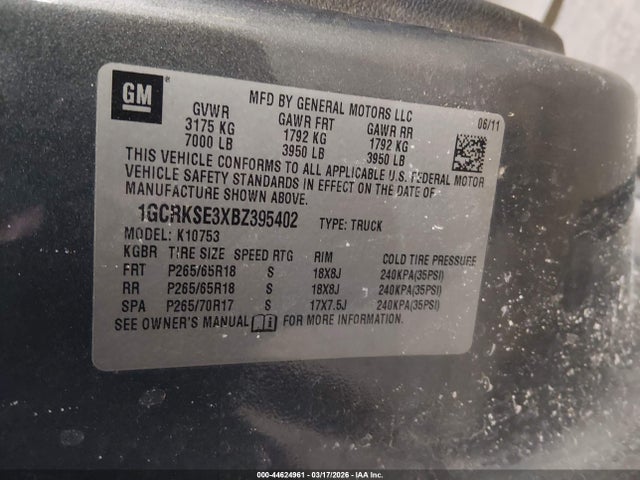 GM
MFD BY GENERAL MOTORS LLC
06/11
GVWR GAWR FRT GAWR RR
3175 KG 1792 KG 1792 KG
7000 LB 3950 LB 3950 LB
THIS VEHICLE CONFORMS TO ALL APPLICABLE U.S. FEDERAL MOTOR
VEHICLE SAFETY STANDARDS IN EFFECT ON THE DATE OF
MANUFACTURE SHOWN ABOVE.
1GCRKSE3XBZ395402 TYPE: TRUCK
MODEL: K10753
KGBR TIRE SIZE SPEED RTG RIM COLD TIRE PRESSURE
FRT P265/65R18 S 18X8J 240KPA(35PSI)
RR P265/65R18 S 18X8J 240KPA(35PSI)
SPA P265/70R17 S 17X7.5J 240KPA(35PSI)
SEE OWNER'S MANUAL FOR MORE INFORMATION.
000-44624961 | 03/17/2026 | IAA Inc.